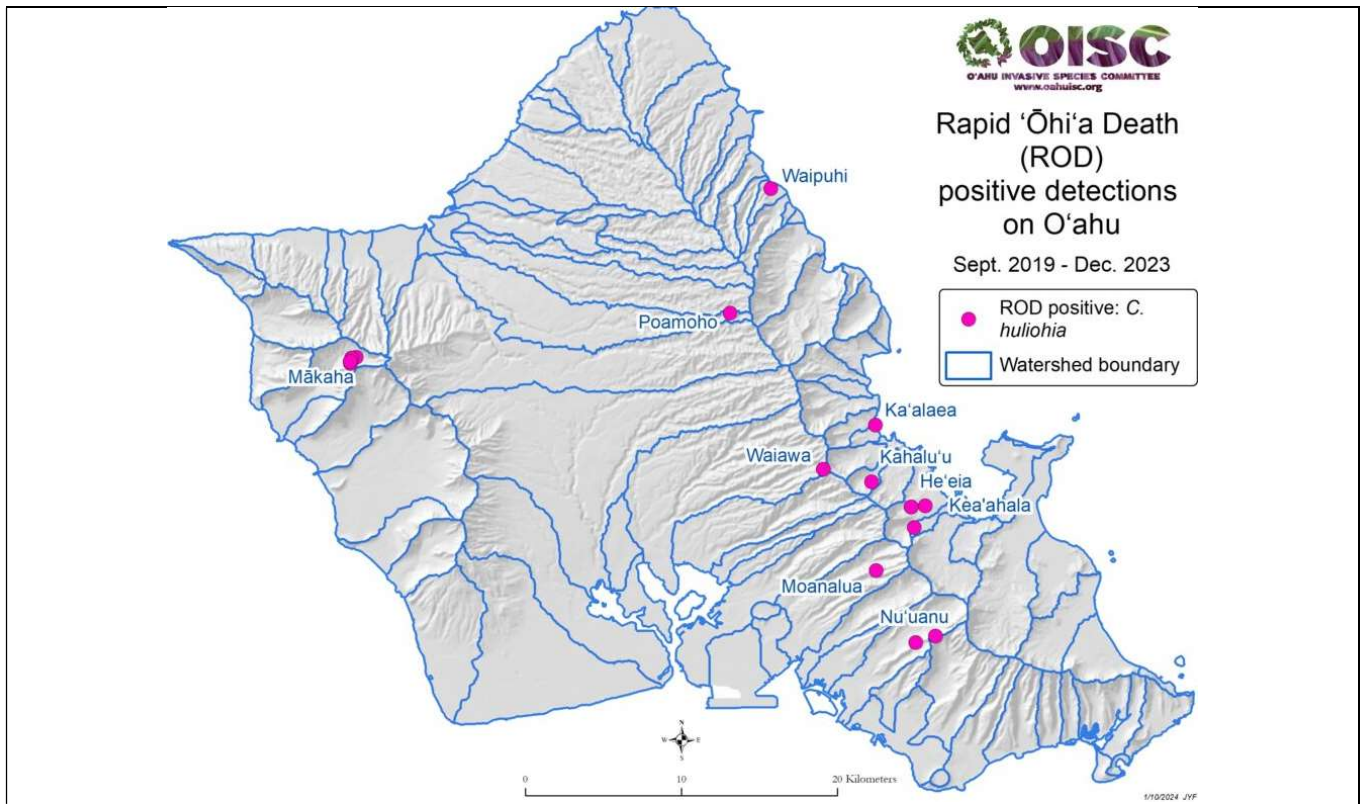 OISC
O'AHU INVASIVE SPECIES COMMITTEE
www.oahuisc.org
Rapid ʻŌhiʻa Death
(ROD)
positive detections
on Oʻahu
Sept. 2019 - Dec. 2023
ROD positive: C.
huliohia
Watershed boundary
Waipuhi
Poamoho
Mākaha
Kaʻalaea
Waiawa
Kahaluʻu
Heʻeia
Kea'ahala
Moanalua
Nuʻuanu
N
W E
S
0 10 20 Kilometers
1/10/2024 JYF